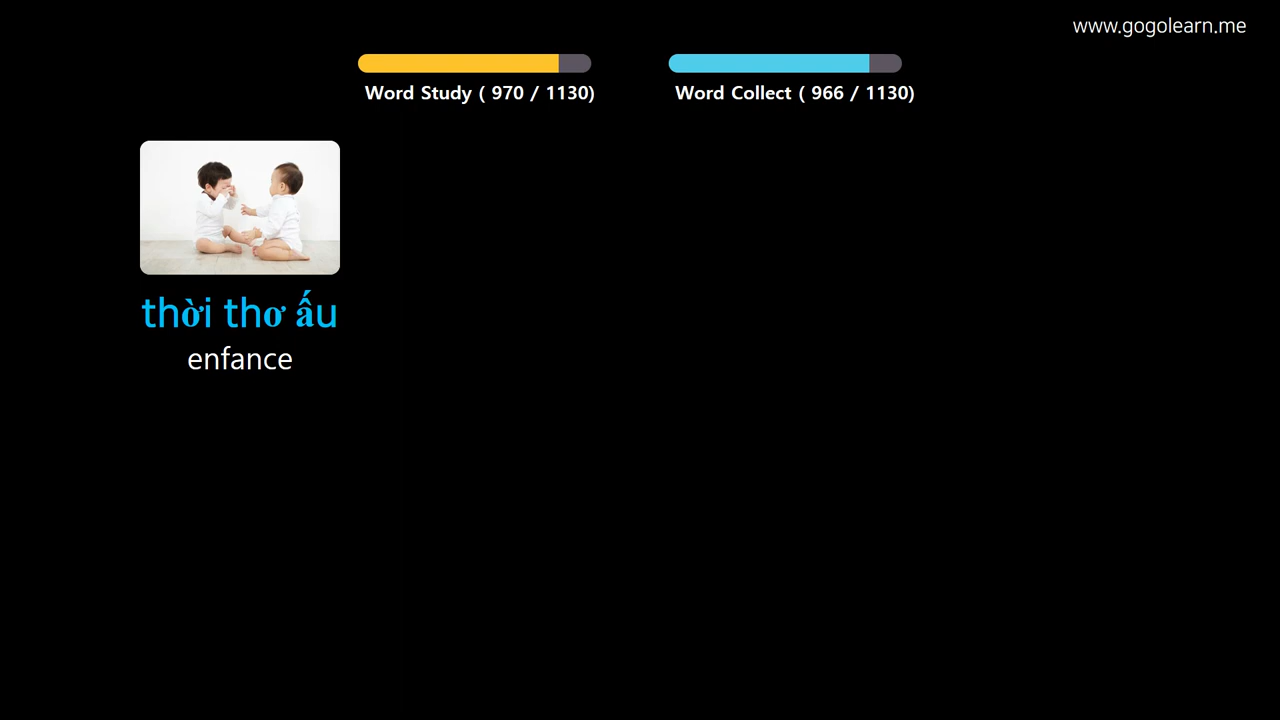 www.gogolearn.me
Word Study ( 970 / 1130)
Word Collect ( 966 / 1130)
thời thơ ấu
enfance